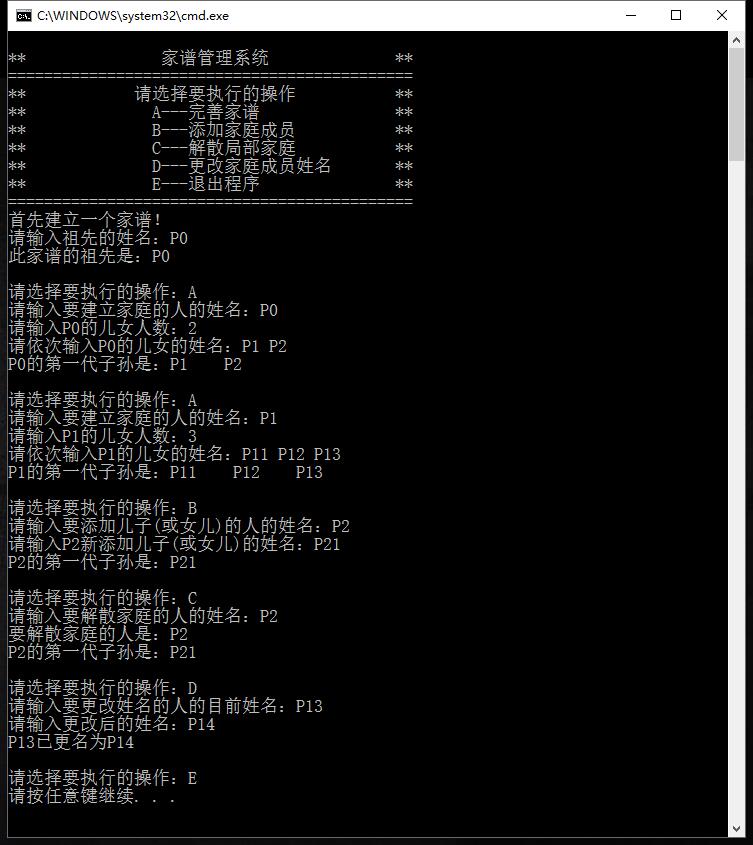 C:\WINDOWS\system32\cmd.exe
** 家谱管理系统 **
=============================================
** 请选择要执行的操作 **
** A---完善家谱 **
** B---添加家庭成员 **
** C---解散局部家庭 **
** D---更改家庭成员姓名 **
** E---退出程序 **
=============================================
首先建立一个家谱!
请输入祖先的姓名: P0
此家谱的祖先是: P0
请选择要执行的操作: A
请输入要建立家庭的人的姓名: P0
请输入P0的儿女人数: 2
请依次输入P0的儿女的姓名: P1 P2
P0的第一代子孙是: P1 P2
请选择要执行的操作: A
请输入要建立家庭的人的姓名: P1
请输入P1的儿女人数: 3
请依次输入P1的儿女的姓名: P11 P12 P13
P1的第一代子孙是: P11 P12 P13
请选择要执行的操作: B
请输入要添加儿子(或女儿)的人的姓名: P2
请输入P2新添加儿子(或女儿)的姓名: P21
P2的第一代子孙是: P21
请选择要执行的操作: C
请输入要解散家庭的人的姓名: P2
要解散家庭的人是: P2
P2的第一代子孙是: P21
请选择要执行的操作: D
请输入要更改姓名的人的目前姓名: P13
请输入更改后的姓名: P14
P13已更名为P14
请选择要执行的操作: E
请按任意键继续. . .